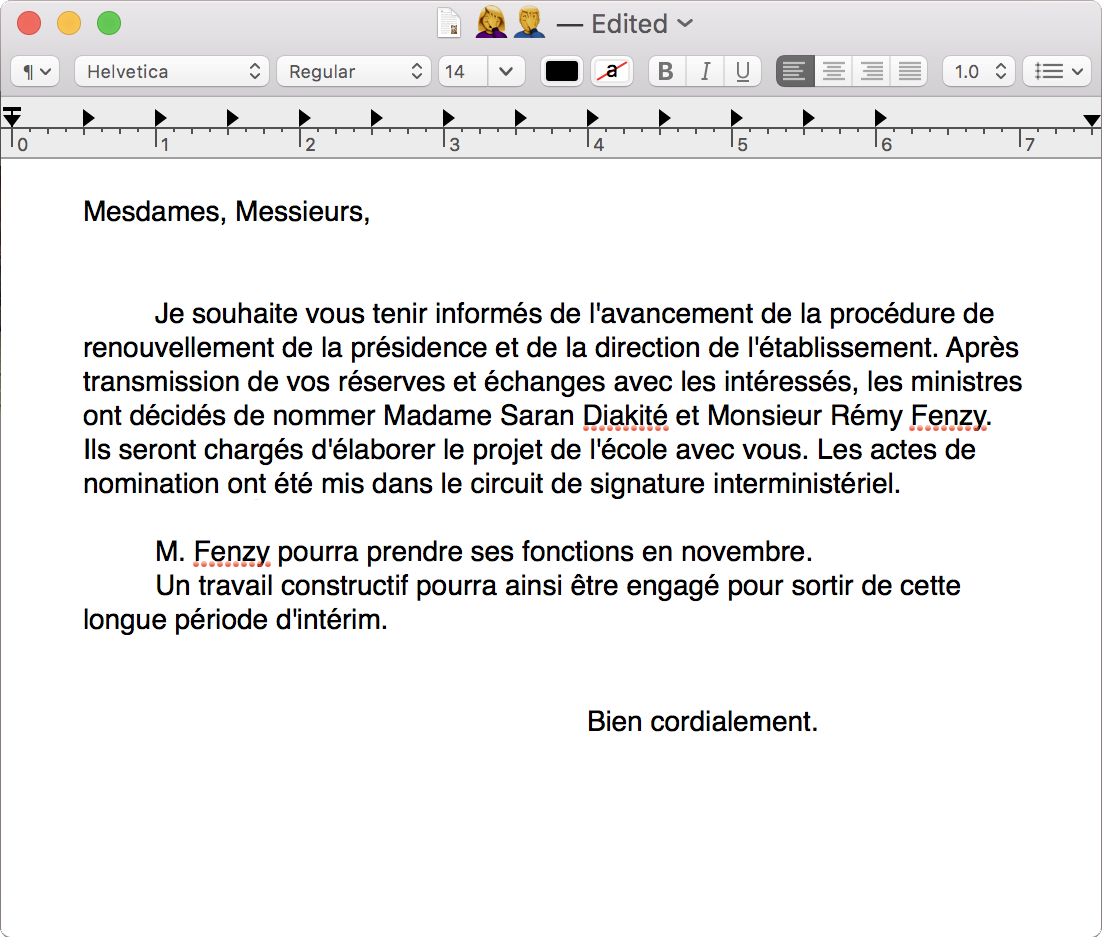 🤦‍♀️ 🤦‍♂️ — Edited
¶ Helvetica Regular 14 a B I U 1.0
0 1 2 3 4 5 6 7
Mesdames, Messieurs,
Je souhaite vous tenir informés de l'avancement de la procédure de
renouvellement de la présidence et de la direction de l'établissement. Après
transmission de vos réserves et échanges avec les intéressés, les ministres
ont décidés de nommer Madame Saran Diakité et Monsieur Rémy Fenzy.
Ils seront chargés d'élaborer le projet de l'école avec vous. Les actes de
nomination ont été mis dans le circuit de signature interministériel.
M. Fenzy pourra prendre ses fonctions en novembre.
Un travail constructif pourra ainsi être engagé pour sortir de cette
longue période d'intérim.
Bien cordialement.